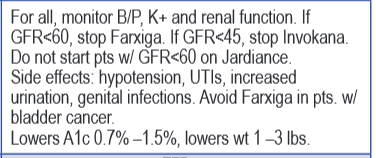 For all, monitor B/P, K+ and renal function. If
GFR<60, stop Farxiga. If GFR<45, stop Invokana.
Do not start pts w/ GFR<60 on Jardiance.
Side effects: hypotension, UTIs, increased
urination, genital infections. Avoid Farxiga in pts. w/
bladder cancer.
Lowers A1c 0.7% –1.5%, lowers wt 1 –3 lbs.